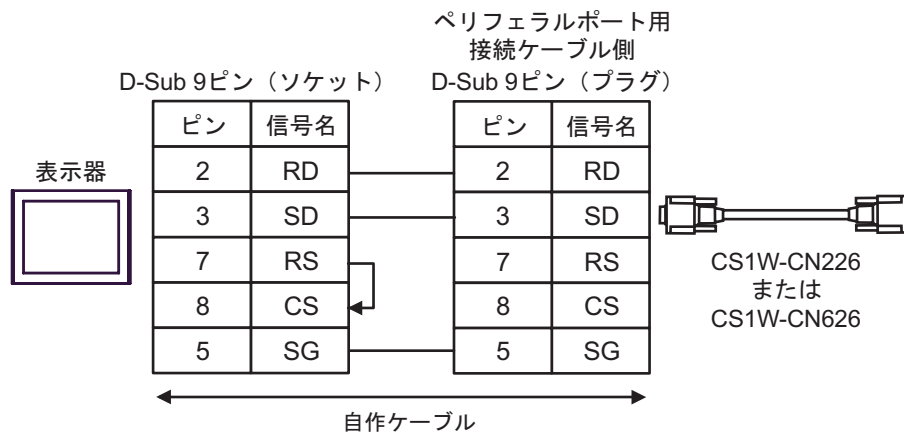 ペリフェラルポート用
接続ケーブル側
D-Sub 9ピン（ソケット）
D-Sub 9ピン（プラグ）
表示器
ピン 信号名
2 RD
3 SD
7 RS
8 CS
5 SG
ピン 信号名
2 RD
3 SD
7 RS
8 CS
5 SG
CS1W-CN226
または
CS1W-CN626
自作ケーブル